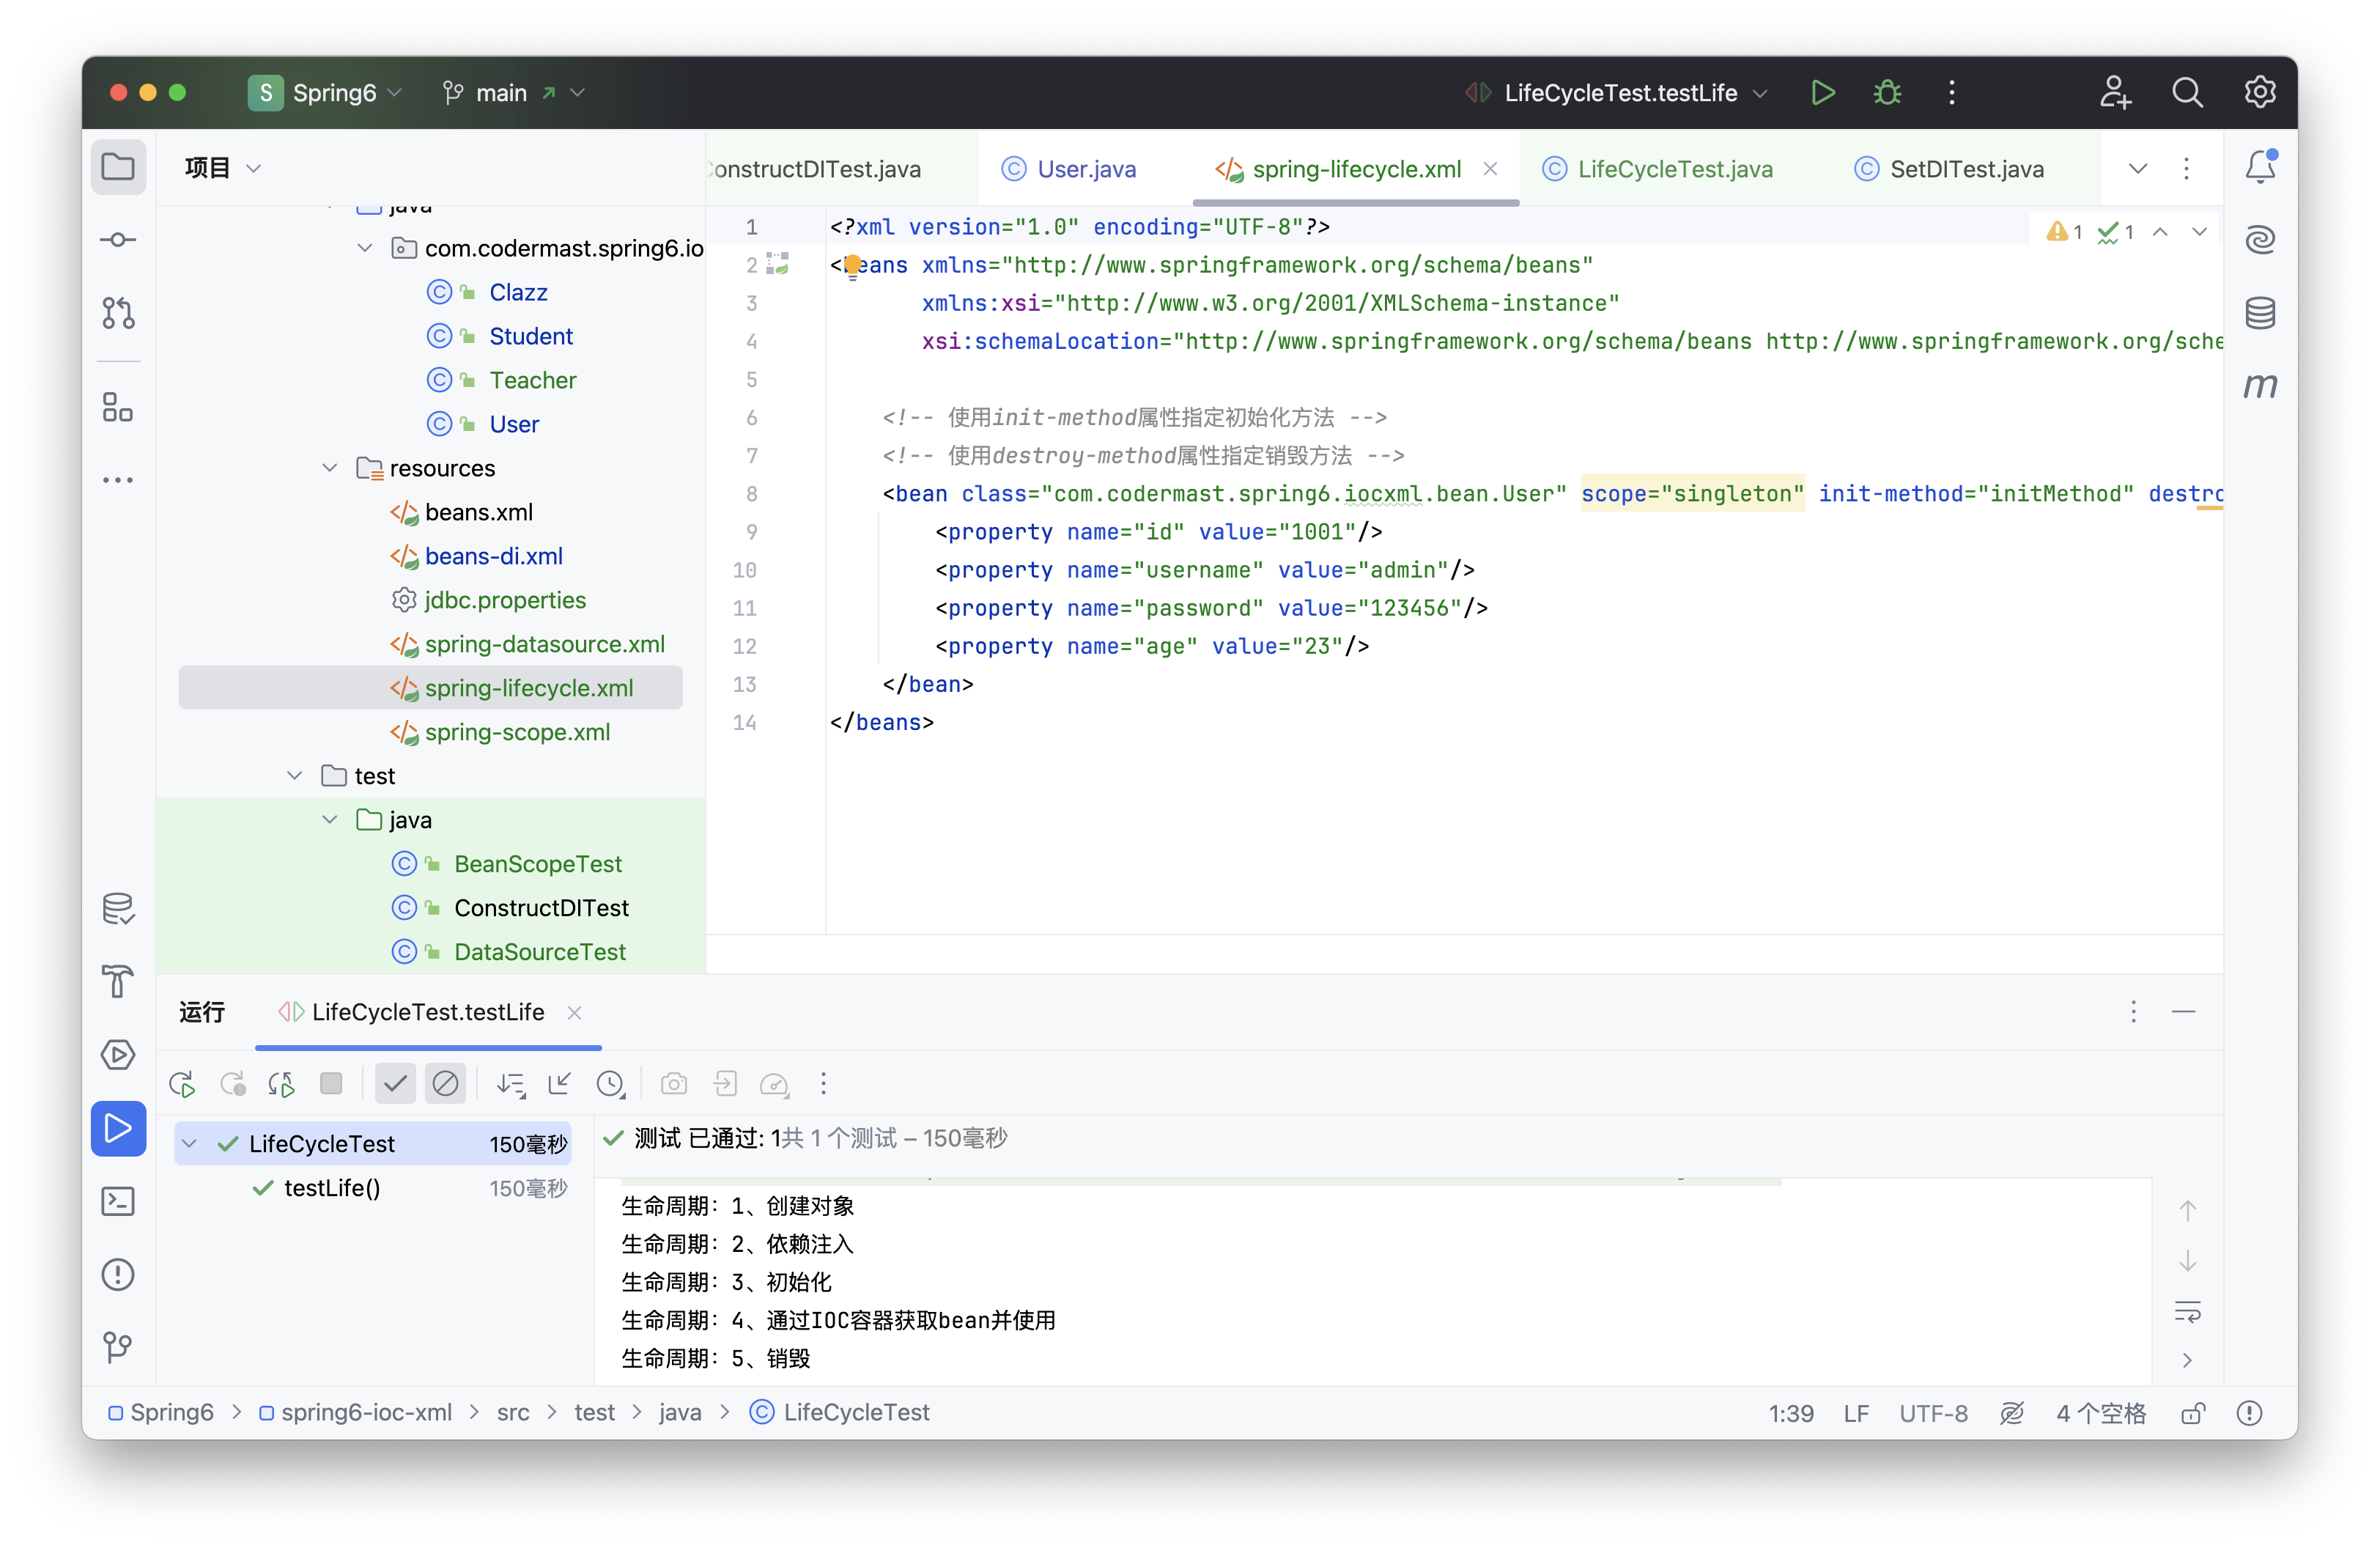 S Spring6 main LifeCycleTest.testLife
项目
onstructDITest.java User.java spring-lifecycle.xml LifeCycleTest.java SetDITest.java
java
com.codermast.spring6.io
Clazz
Student
Teacher
User
resources
beans.xml
beans-di.xml
jdbc.properties
spring-datasource.xml
spring-lifecycle.xml
spring-scope.xml
test
java
BeanScopeTest
ConstructDITest
DataSourceTest
1 <?xml version="1.0" encoding="UTF-8"?>
1 1
2 <beans xmlns="http://www.springframework.org/schema/beans"
3 xmlns:xsi="http://www.w3.org/2001/XMLSchema-instance"
4 xsi:schemaLocation="http://www.springframework.org/schema/beans http://www.springframework.org/sche
5
6 <!-- 使用init-method属性指定初始化方法 -->
7 <!-- 使用destroy-method属性指定销毁方法 -->
8 <bean class="com.codermast.spring6.iocxml.bean.User" scope="singleton" init-method="initMethod" destro
9 <property name="id" value="1001"/>
10 <property name="username" value="admin"/>
11 <property name="password" value="123456"/>
12 <property name="age" value="23"/>
13 </bean>
14 </beans>
m
运行 LifeCycleTest.testLife
LifeCycleTest 150毫秒
testLife() 150毫秒
测试 已通过: 1共 1 个测试 – 150毫秒
生命周期：1、创建对象
生命周期：2、依赖注入
生命周期：3、初始化
生命周期：4、通过IOC容器获取bean并使用
生命周期：5、销毁
Spring6 > spring6-ioc-xml > src > test > java > LifeCycleTest
1:39 LF UTF-8 4 个空格